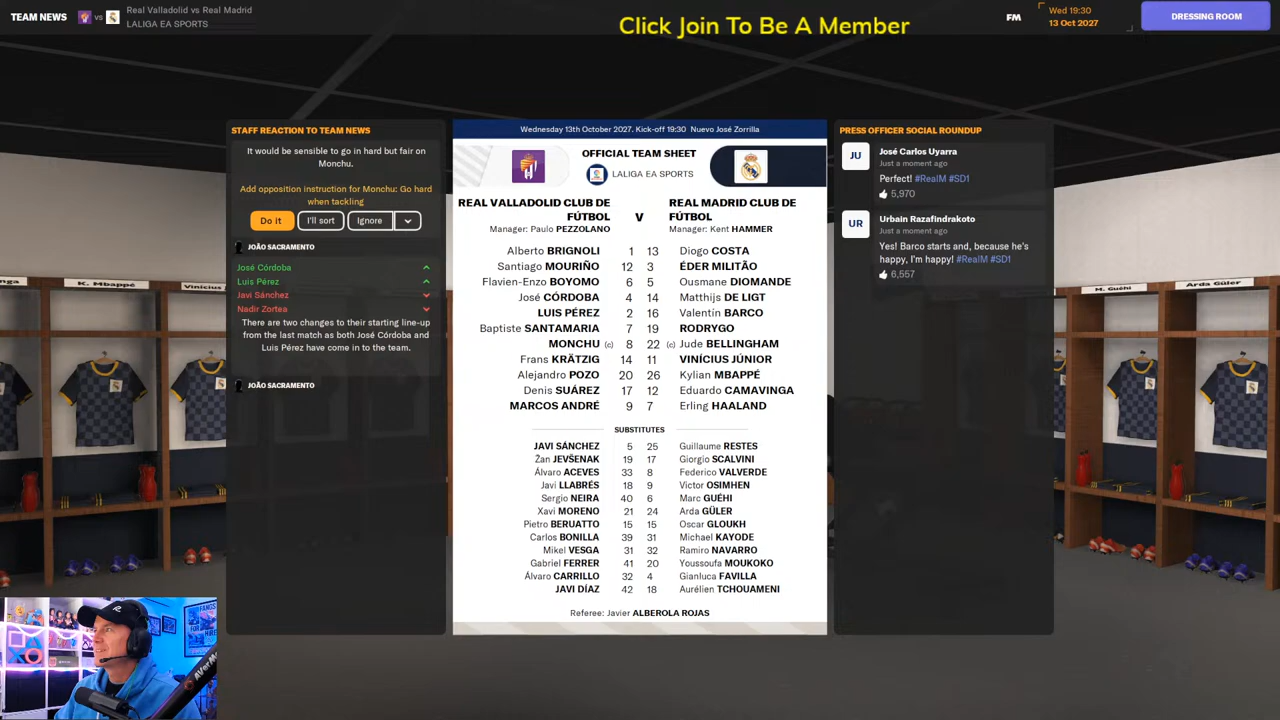 TEAM NEWS
vs
Real Valladolid vs Real Madrid
LALIGA EA SPORTS
Click Join To Be A Member
FM
Wed 19:30
13 Oct 2027
DRESSING ROOM
STAFF REACTION TO TEAM NEWS
It would be sensible to go in hard but fair on
Monchu.
Add opposition instruction for Monchu: Go hard
when tackling
Do it
I'll sort
Ignore
JOÃO SACRAMENTO
José Córdoba
Luis Pérez
Javi Sánchez
Nadir Zortea
There are two changes to their starting line-up
from the last match as both José Córdoba and
Luis Pérez have come in to the team.
JOÃO SACRAMENTO
Wednesday 13th October 2027. Kick-off 19:30 Nuevo José Zorrilla
OFFICIAL TEAM SHEET
LALIGA EA SPORTS
REAL VALLADOLID CLUB DE
FÚTBOL
Manager: Paulo PEZZOLANO
V
REAL MADRID CLUB DE
FÚTBOL
Manager: Kent HAMMER
Alberto BRIGNOLI 1 13 Diogo COSTA
Santiago MOURIÑO 12 3 ÉDER MILITÃO
Flavien-Enzo BOYOMO 6 5 Ousmane DIOMANDE
José CÓRDOBA 4 14 Matthijs DE LIGT
LUIS PÉREZ 2 16 Valentín BARCO
Baptiste SANTAMARIA 7 19 RODRYGO
MONCHU (c) 8 22 (c) Jude BELLINGHAM
Frans KRÄTZIG 14 11 VINÍCIUS JÚNIOR
Alejandro POZO 20 26 Kylian MBAPPÉ
Denis SUÁREZ 17 12 Eduardo CAMAVINGA
MARCOS ANDRÉ 9 7 Erling HAALAND
SUBSTITUTES
JAVI SÁNCHEZ 5 25 Guillaume RESTES
Žan JEVŠENAK 19 17 Giorgio SCALVINI
Álvaro ACEVES 33 8 Federico VALVERDE
Javi LLABRÉS 18 9 Victor OSIMHEN
Sergio NEIRA 40 6 Marc GUÉHI
Xavi MORENO 21 24 Arda GÜLER
Pietro BERUATTO 15 15 Oscar GLOUKH
Carlos BONILLA 39 31 Michael KAYODE
Mikel VESGA 31 32 Ramiro NAVARRO
Gabriel FERRER 41 20 Youssoufa MOUKOKO
Álvaro CARRILLO 32 4 Gianluca FAVILLA
JAVI DÍAZ 42 18 Aurélien TCHOUAMENI
Referee: Javier ALBEROLA ROJAS
PRESS OFFICER SOCIAL ROUNDUP
JU
José Carlos Uyarra
Just a moment ago
Perfect! #RealM #SD1
5,970
UR
Urbain Razafindrakoto
Just a moment ago
Yes! Barco starts and, because he's
happy, I'm happy! #RealM #SD1
6,557
K. Mbappé
Vinícius
M. Guéhi
Arda Güler
FANGS
FOR
HIRE